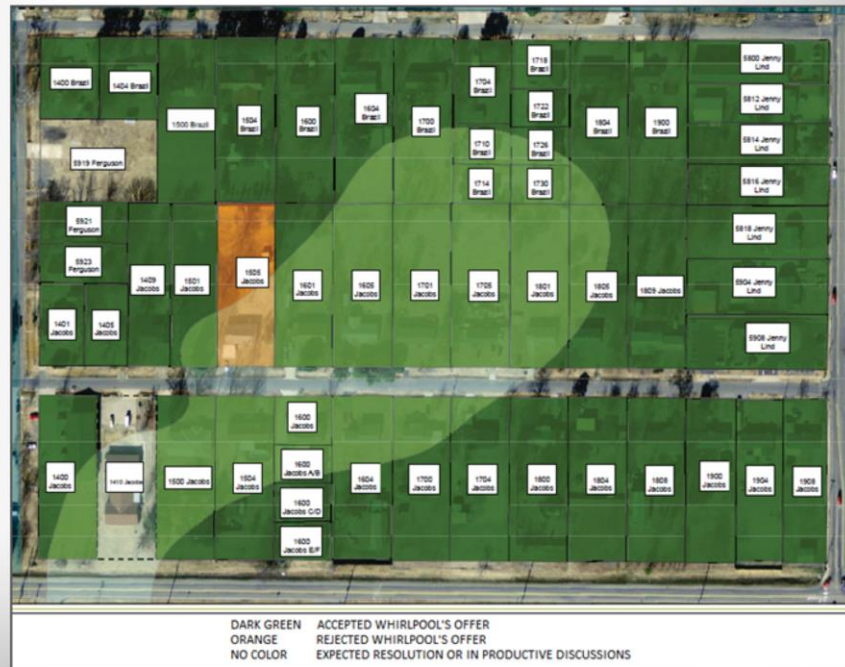 1400 Brazil
1404 Brazil
1500 Brazil
1504
Brazil
1600
Brazil
1604
Brazil
1700
Brazil
1704
Brazil
1718
Brazil
1722
Brazil
1804
Brazil
1900
Brazil
5800 Jenny
Lind
5812 Jenny
Lind
5919 Ferguson
1710
Brazil
1726
Brazil
5814 Jenny
Lind
1714
Brazil
1730
Brazil
5816 Jenny
Lind
5921
Ferguson
5923
Ferguson
1409
Jacobs
1501
Jacobs
1505
Jacobs
1601
Jacobs
1605
Jacobs
1701
Jacobs
1705
Jacobs
1801
Jacobs
1805
Jacobs
1809 Jacobs
5818 Jenny
Lind
5904 Jenny
Lind
1401
Jacobs
1405
Jacobs
5908 Jenny
Lind
1400
Jacobs
1410 Jacobs
1500 Jacobs
1504
Jacobs
1600
Jacobs
1600
Jacobs A/B
1600
Jacobs C/D
1600
Jacobs E/F
1604
Jacobs
1700
Jacobs
1704
Jacobs
1800
Jacobs
1804
Jacobs
1808
Jacobs
1900
Jacobs
1904
Jacobs
1908
Jacobs
DARK GREEN ACCEPTED WHIRLPOOL'S OFFER
ORANGE REJECTED WHIRLPOOL'S OFFER
NO COLOR EXPECTED RESOLUTION OR IN PRODUCTIVE DISCUSSIONS